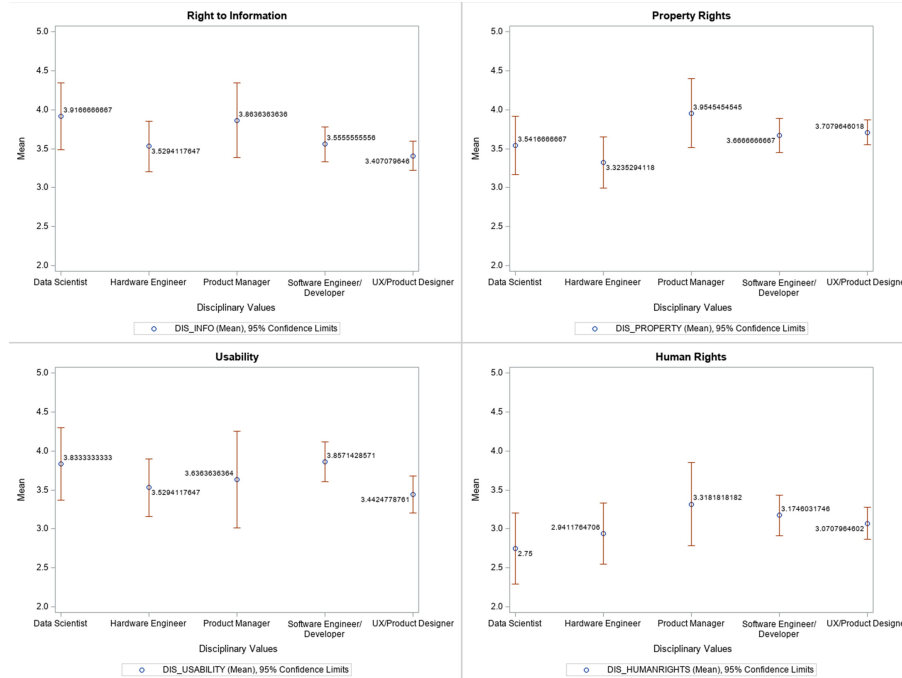 Right to Information
5.0
4.5
4.0
3.5
3.0
2.5
2.0
Mean
3.9166666667
3.5294117647
3.8636363636
3.5555555556
3.407079646
Data Scientist
Hardware Engineer
Product Manager
Software Engineer/
Developer
UX/Product Designer
Disciplinary Values
DIS_INFO (Mean), 95% Confidence Limits
Property Rights
5.0
4.5
4.0
3.5
3.0
2.5
2.0
Mean
3.5416666667
3.3235294118
3.9545454545
3.6666666667
3.7079646018
Data Scientist
Hardware Engineer
Product Manager
Software Engineer/
Developer
UX/Product Designer
Disciplinary Values
DIS_PROPERTY (Mean), 95% Confidence Limits
Usability
5.0
4.5
4.0
3.5
3.0
2.5
2.0
Mean
3.8333333333
3.5294117647
3.6363636364
3.8571428571
3.4424778761
Data Scientist
Hardware Engineer
Product Manager
Software Engineer/
Developer
UX/Product Designer
Disciplinary Values
DIS_USABILITY (Mean), 95% Confidence Limits
Human Rights
5.0
4.5
4.0
3.5
3.0
2.5
2.0
Mean
2.75
2.9411764706
3.3181818182
3.1746031746
3.0707964602
Data Scientist
Hardware Engineer
Product Manager
Software Engineer/
Developer
UX/Product Designer
Disciplinary Values
DIS_HUMANRIGHTS (Mean), 95% Confidence Limits